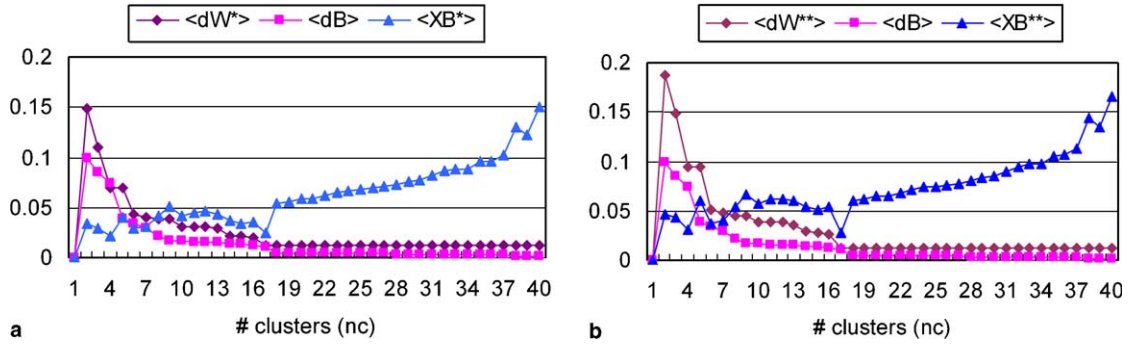 <dW*> <dB> <XB*>
0.2
0.15
0.1
0.05
0
1 4 7 10 13 16 19 22 25 28 31 34 37 40
a # clusters (nc)
<dW**> <dB> <XB**>
0.2
0.15
0.1
0.05
0
1 4 7 10 13 16 19 22 25 28 31 34 37 40
b # clusters (nc)